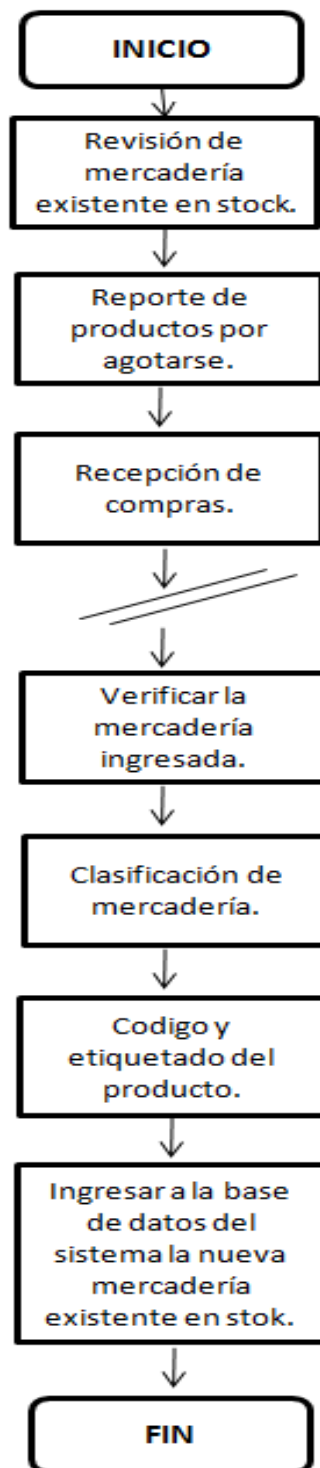 INICIO
Revisión de
mercadería
existente en stock.
Reporte de
productos por
agotarse.
Recepción de
compras.
Verificar la
mercadería
ingresada.
Clasificación de
mercadería.
Codigo y
etiquetado del
producto.
Ingresar a la base
de datos del
sistema la nueva
mercadería
existente en stok.
FIN